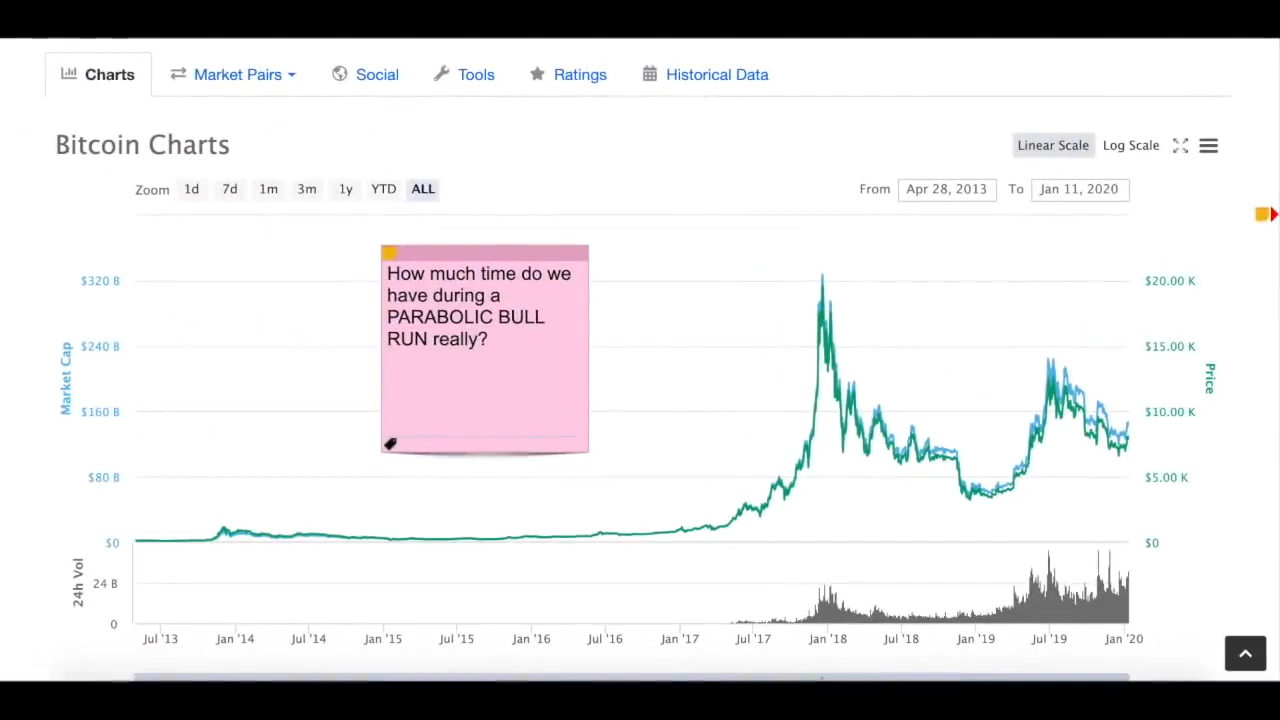 Charts Market Pairs Social Tools Ratings Historical Data
Bitcoin Charts
Linear Scale Log Scale
Zoom 1d 7d 1m 3m 1y YTD ALL
From Apr 28, 2013 To Jan 11, 2020
How much time do we
have during a
PARABOLIC BULL
RUN really?
$320 B
$240 B
$160 B
$80 B
$0
Market Cap
$20.00 K
$15.00 K
$10.00 K
$5.00 K
$0
Price
24h Vol
24 B
0
Jul '13 Jan '14 Jul '14 Jan '15 Jul '15 Jan '16 Jul '16 Jan '17 Jul '17 Jan '18 Jul '18 Jan '19 Jul '19 Jan '20